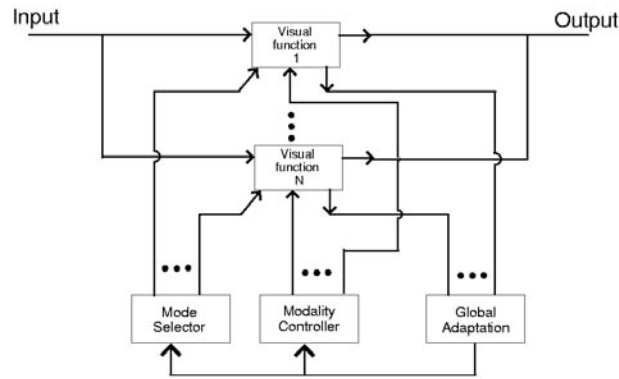 Input
Output
Visual
function
1
Visual
function
N
Mode
Selector
Modality
Controller
Global
Adaptation